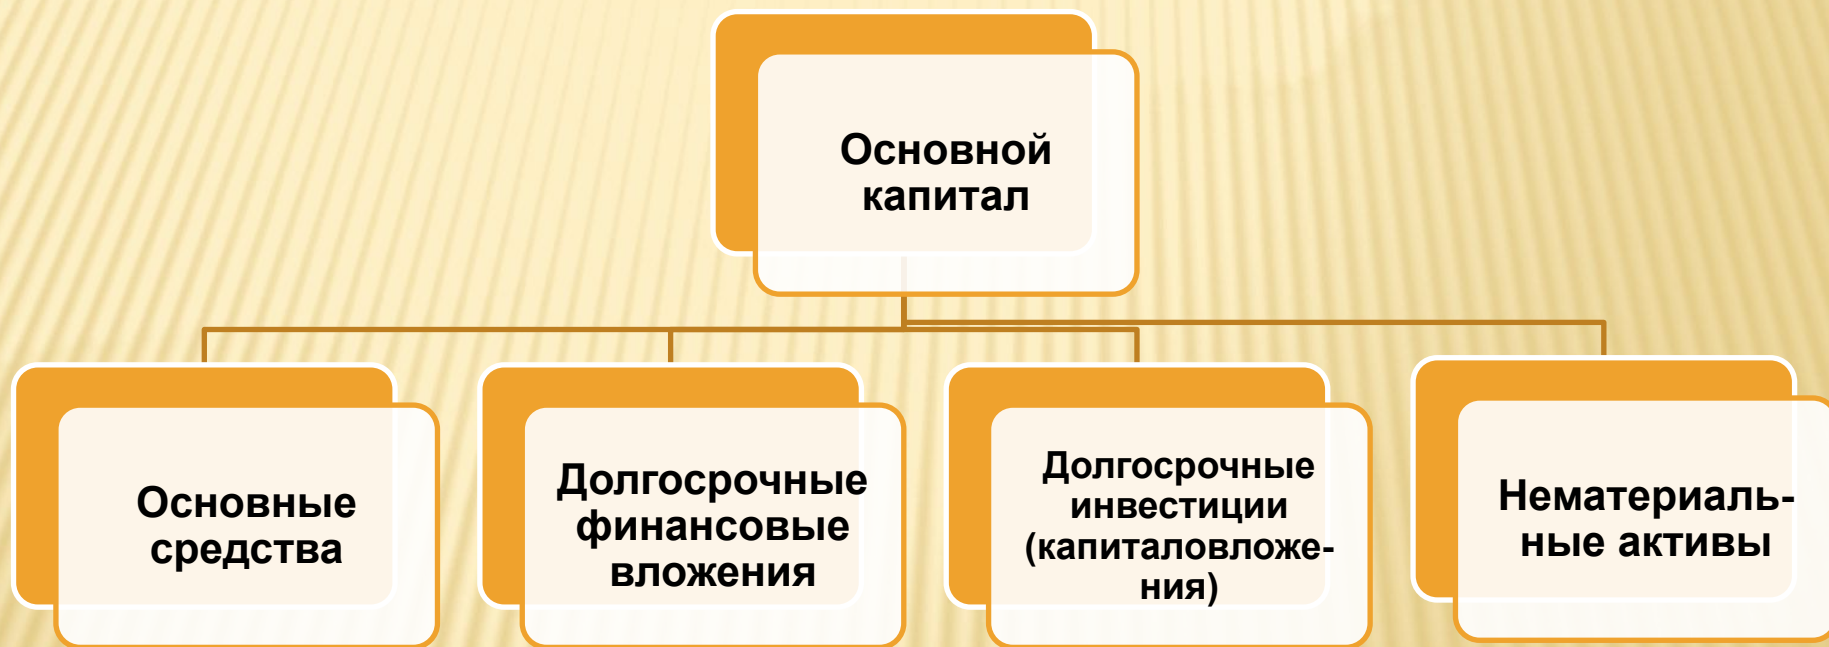 Основной
капитал
Основные
средства
Долгосрочные
финансовые
вложения
Долгосрочные
инвестиции
(капиталовложе-
ния)
Нематериаль-
ные активы